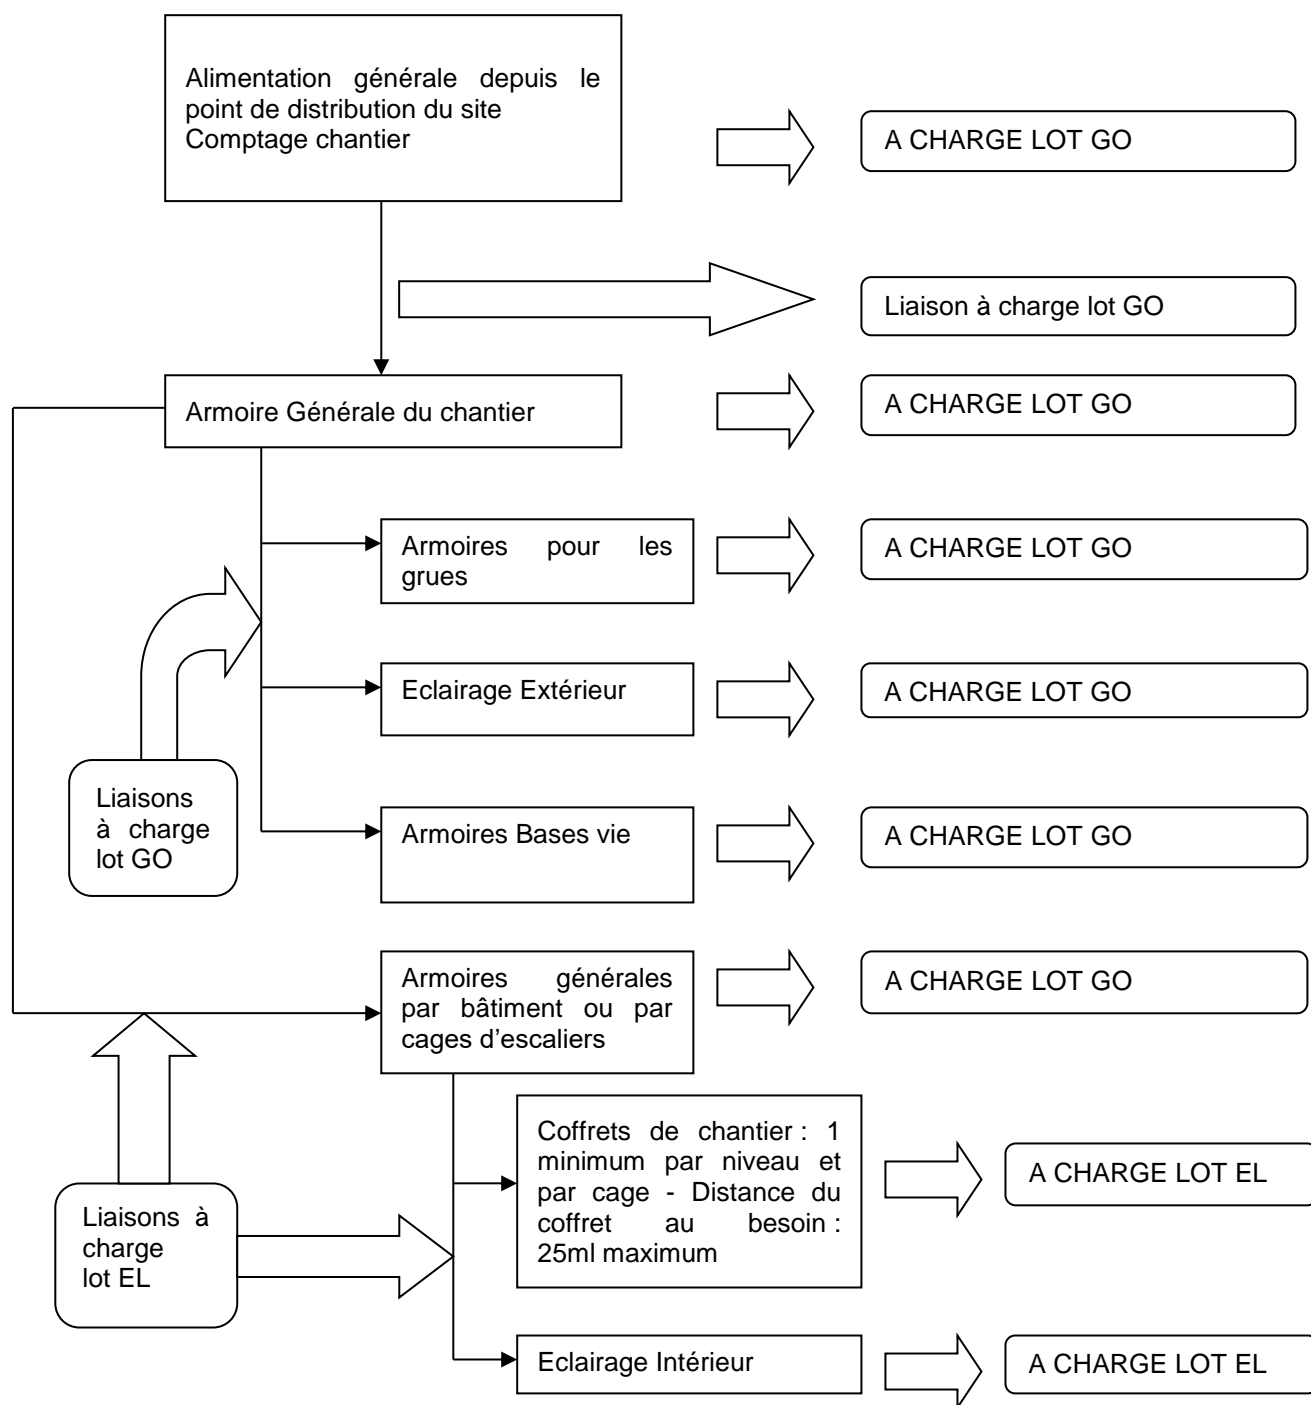 Alimentation générale depuis le
point de distribution du site
Comptage chantier
A CHARGE LOT GO
Liaison à charge lot GO
Armoire Générale du chantier
A CHARGE LOT GO
Armoires pour les
grues
A CHARGE LOT GO
Eclairage Extérieur
A CHARGE LOT GO
Liaisons
à charge
lot GO
Armoires Bases vie
A CHARGE LOT GO
Armoires générales
par bâtiment ou par
cages d’escaliers
A CHARGE LOT GO
Coffrets de chantier : 1
minimum par niveau et
par cage - Distance du
coffret au besoin :
25ml maximum
A CHARGE LOT EL
Liaisons à
charge
lot EL
Eclairage Intérieur
A CHARGE LOT EL